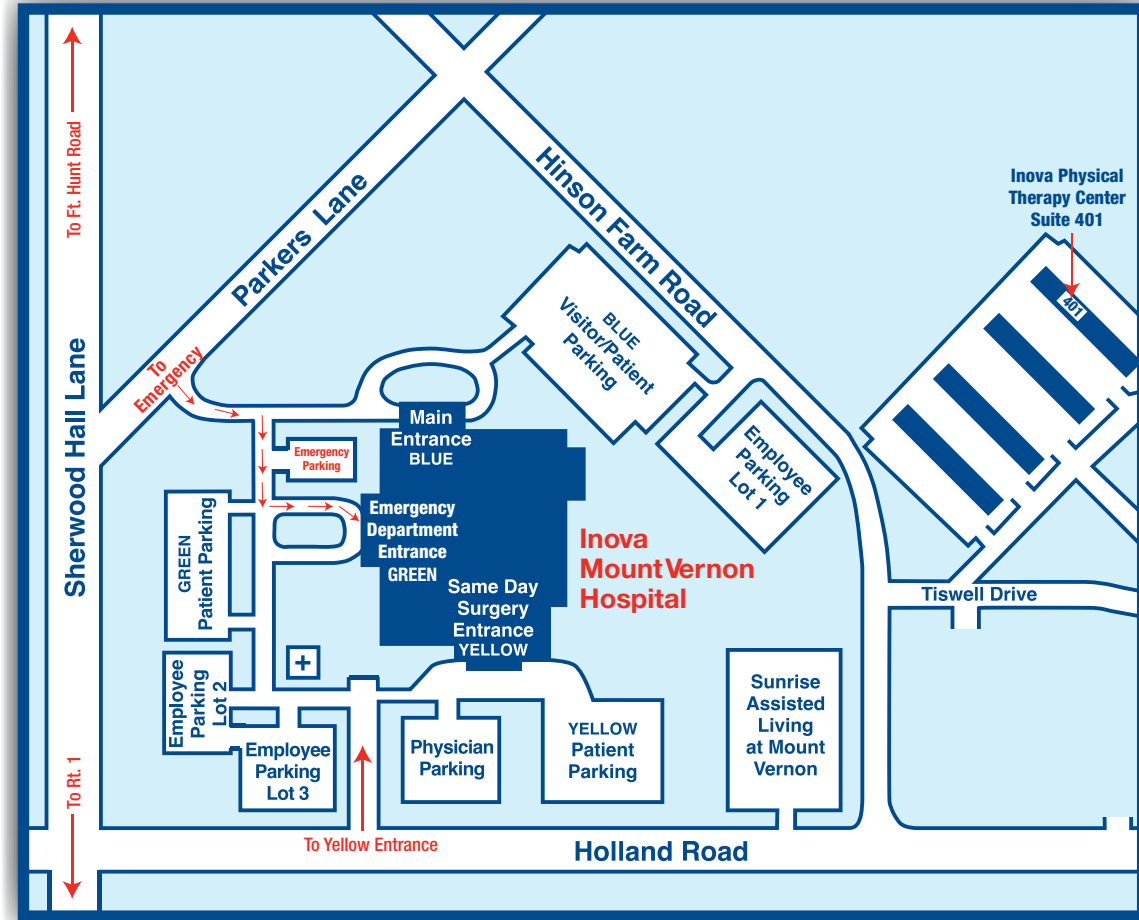 To Ft. Hunt Road
Sherwood Hall Lane
To Rt. 1
Parkers Lane
Hinson Farm Road
Inova Physical
Therapy Center
Suite 401
401
BLUE
Visitor/Patient
Parking
To
Emergency
Main
Entrance
BLUE
Emergency
Parking
Employee
Parking
Lot 1
GREEN
Patient Parking
Emergency
Department
Entrance
GREEN
Inova
Mount Vernon
Hospital
Same Day
Surgery
Entrance
YELLOW
Tiswell Drive
+
Employee
Parking
Lot 2
Employee
Parking
Lot 3
Physician
Parking
YELLOW
Patient
Parking
Sunrise
Assisted
Living
at Mount
Vernon
To Yellow Entrance
Holland Road